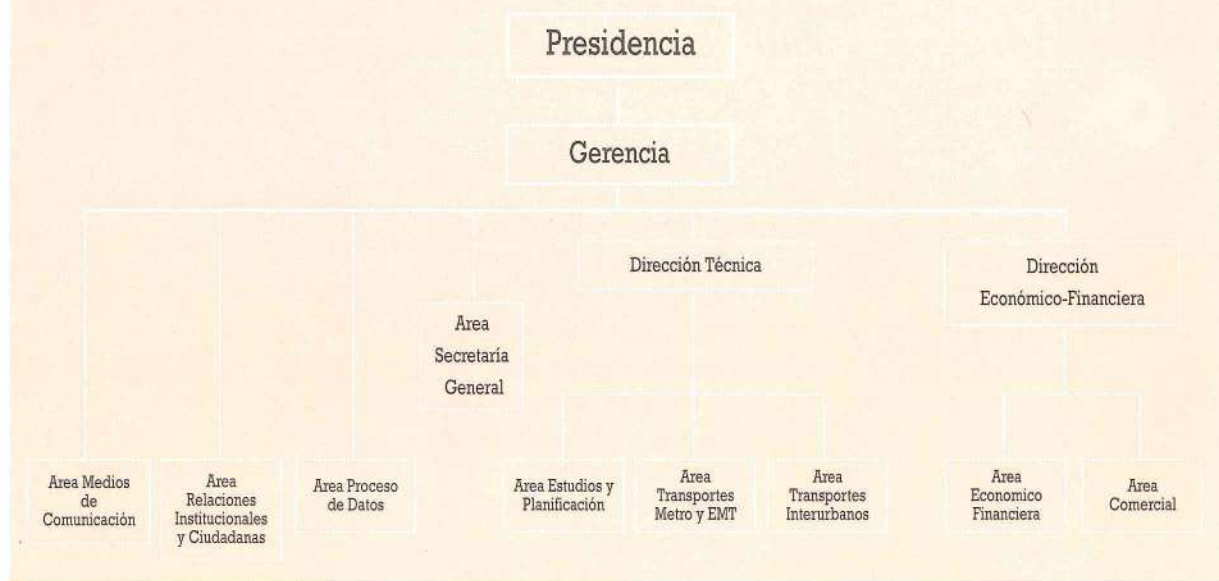 Presidencia
Gerencia
Dirección Técnica
Dirección
Económico-Financiera
Area
Secretaría
General
Area Medios
de
Comunicación
Area
Relaciones
Institucionales
y Ciudadanas
Area Proceso
de Datos
Area Estudios y
Planificación
Area
Transportes
Metro y EMT
Area
Transportes
Interurbanos
Area
Economico
Financiera
Area
Comercial